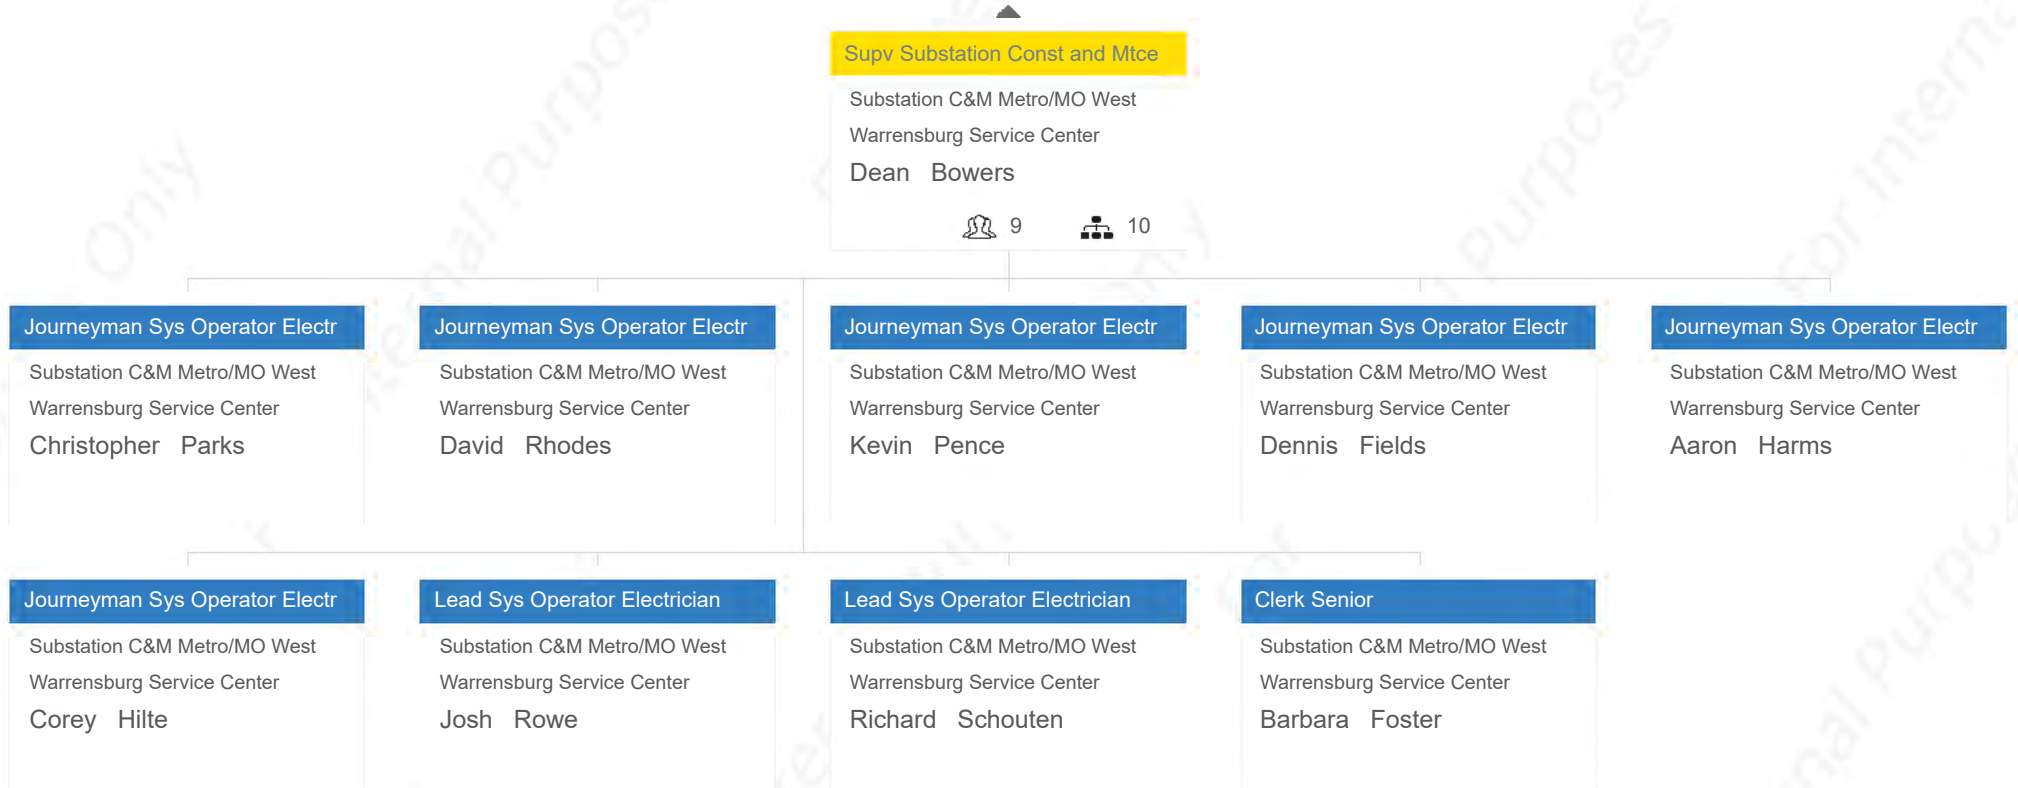 Supv Substation Const and Mtce
Substation C&M Metro/MO West
Warrensburg Service Center
Dean Bowers
9 10
Journeyman Sys Operator Electr
Substation C&M Metro/MO West
Warrensburg Service Center
Christopher Parks
Journeyman Sys Operator Electr
Substation C&M Metro/MO West
Warrensburg Service Center
David Rhodes
Journeyman Sys Operator Electr
Substation C&M Metro/MO West
Warrensburg Service Center
Kevin Pence
Journeyman Sys Operator Electr
Substation C&M Metro/MO West
Warrensburg Service Center
Dennis Fields
Journeyman Sys Operator Electr
Substation C&M Metro/MO West
Warrensburg Service Center
Aaron Harms
Journeyman Sys Operator Electr
Substation C&M Metro/MO West
Warrensburg Service Center
Corey Hilte
Lead Sys Operator Electrician
Substation C&M Metro/MO West
Warrensburg Service Center
Josh Rowe
Lead Sys Operator Electrician
Substation C&M Metro/MO West
Warrensburg Service Center
Richard Schouten
Clerk Senior
Substation C&M Metro/MO West
Warrensburg Service Center
Barbara Foster